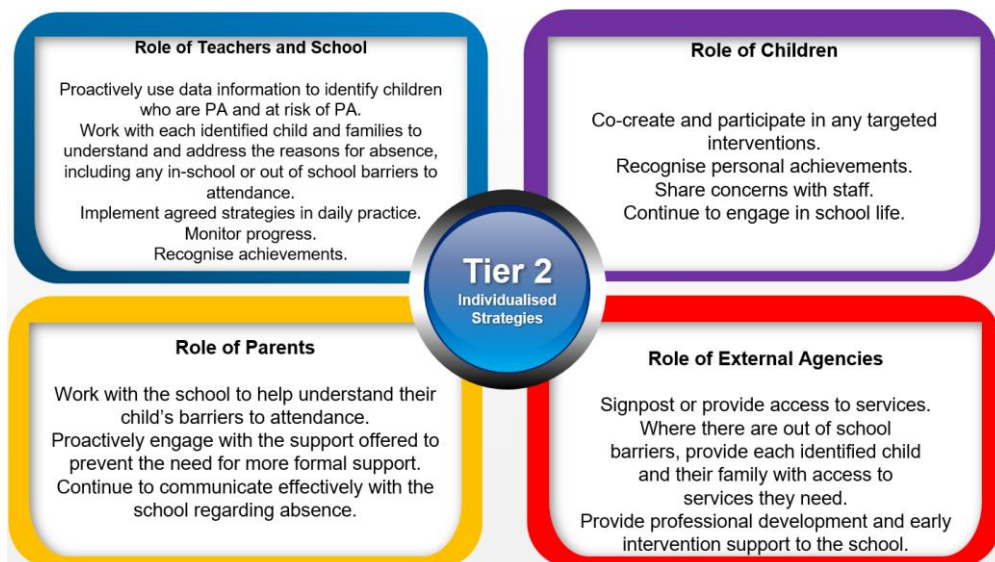 Role of Teachers and School
Proactively use data information to identify children
who are PA and at risk of PA.
Work with each identified child and families to
understand and address the reasons for absence,
including any in-school or out of school barriers to
attendance.
Implement agreed strategies in daily practice.
Monitor progress.
Recognise achievements.
Role of Children
Co-create and participate in any targeted
interventions.
Recognise personal achievements.
Share concerns with staff.
Continue to engage in school life.
Tier 2
Individualised
Strategies
Role of Parents
Work with the school to help understand their
child's barriers to attendance.
Proactively engage with the support offered to
prevent the need for more formal support.
Continue to communicate effectively with the
school regarding absence.
Role of External Agencies
Signpost or provide access to services.
Where there are out of school
barriers, provide each identified child
and their family with access to
services they need.
Provide professional development and early
intervention support to the school.